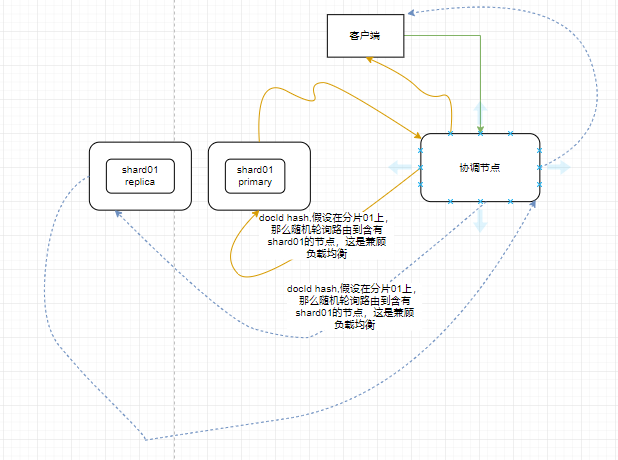 客户端
协调节点
shard01
replica
shard01
primary
docId hash,假设在分片01上，
那么随机轮询路由到含有
shard01的节点，这是兼顾
负载均衡
docId hash,假设在分片01上，
那么随机轮询路由到含有
shard01的节点，这是兼顾
负载均衡